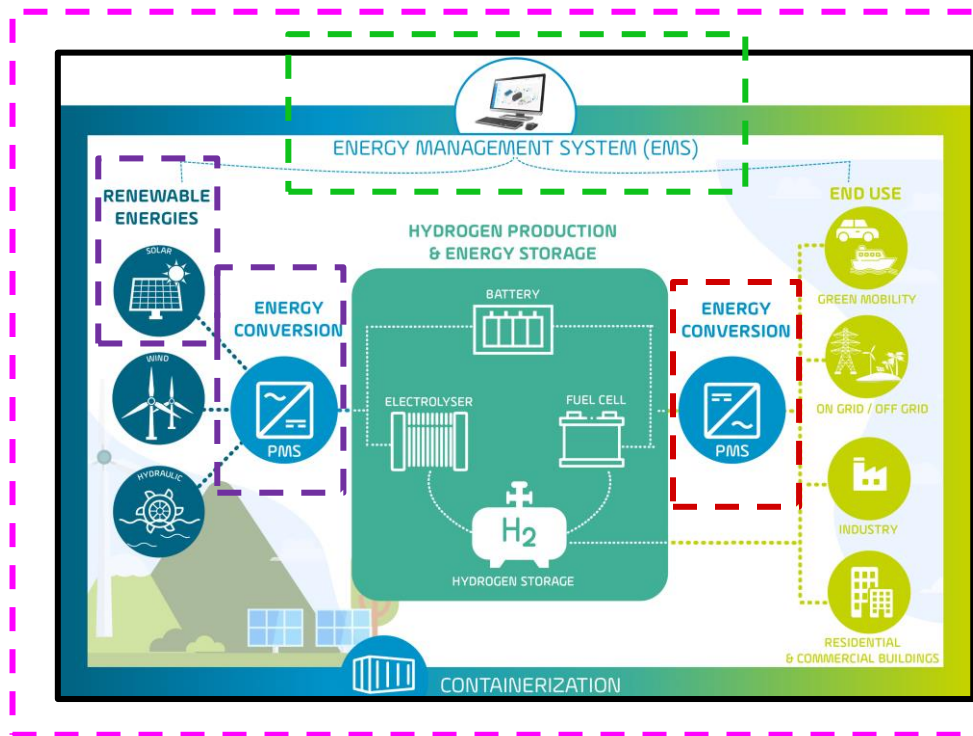 ENERGY MANAGEMENT SYSTEM (EMS)
RENEWABLE
ENERGIES
SOLAR
WIND
HYDRAULIC
ENERGY
CONVERSION
PMS
HYDROGEN PRODUCTION
& ENERGY STORAGE
BATTERY
ELECTROLYSER
FUEL CELL
H2
HYDROGEN STORAGE
ENERGY
CONVERSION
PMS
END USE
GREEN MOBILITY
ON GRID / OFF GRID
INDUSTRY
RESIDENTIAL
& COMMERCIAL BUILDINGS
CONTAINERIZATION